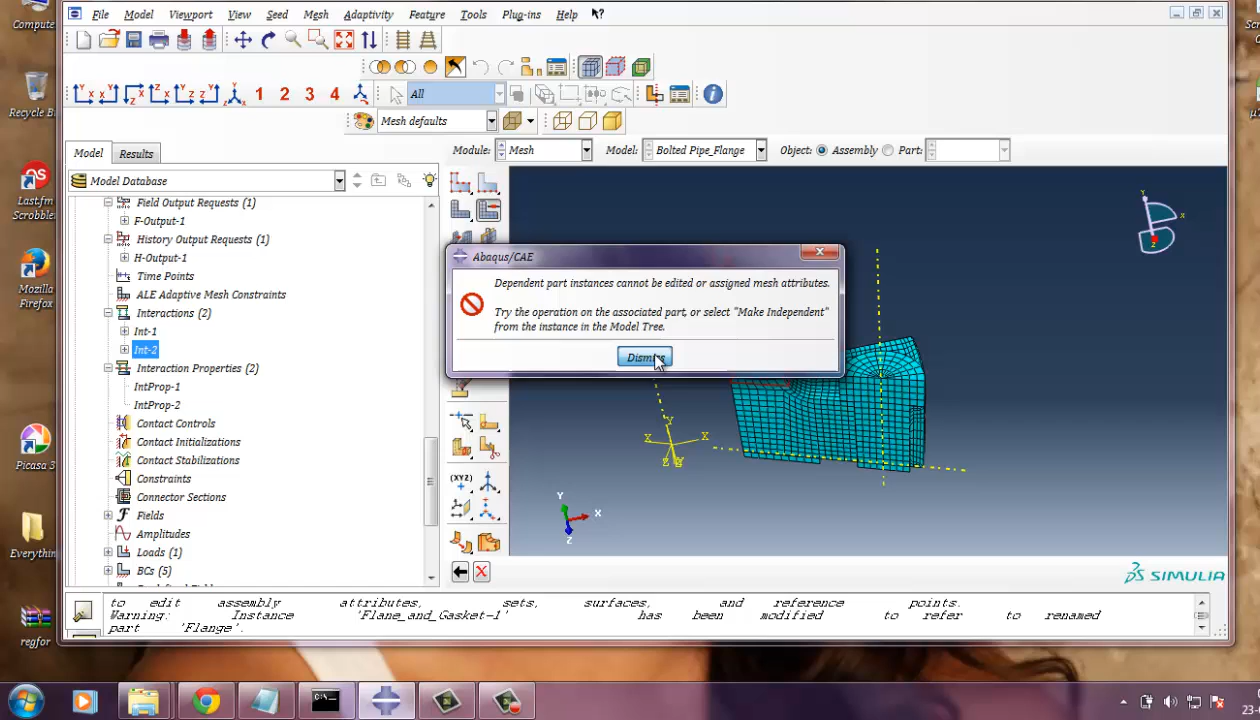 Compute
File Model Viewport View Seed Mesh Adaptivity Feature Tools Plug-ins Help
1 2 3 4
All
Mesh defaults
Module: Mesh Model: Bolted Pipe_Flange Object: Assembly Part:
Model Results
Model Database
Recycle B
Last.fm
Scrobbler
Mozilla
Firefox
Picasa 3
Everythin
regfor
Field Output Requests (1)
F-Output-1
History Output Requests (1)
H-Output-1
Time Points
ALE Adaptive Mesh Constraints
Interactions (2)
Int-1
Int-2
Interaction Properties (2)
IntProp-1
IntProp-2
Contact Controls
Contact Initializations
Contact Stabilizations
Constraints
Connector Sections
Fields
Amplitudes
Loads (1)
BCs (5)
Abaqus/CAE
Dependent part instances cannot be edited or assigned mesh attributes.
Try the operation on the associated part, or select "Make Independent"
from the instance in the Model Tree.
Dismiss
(XYZ)
Y
X
Z
X
Y
X
Z
Y
X
Z
SIMULIA
to edit assembly attributes, sets, surfaces, and reference points.
Warning: Instance 'Flane_and_Gasket-1' has been modified to refer to renamed
part 'Flange'.
C:\
23-